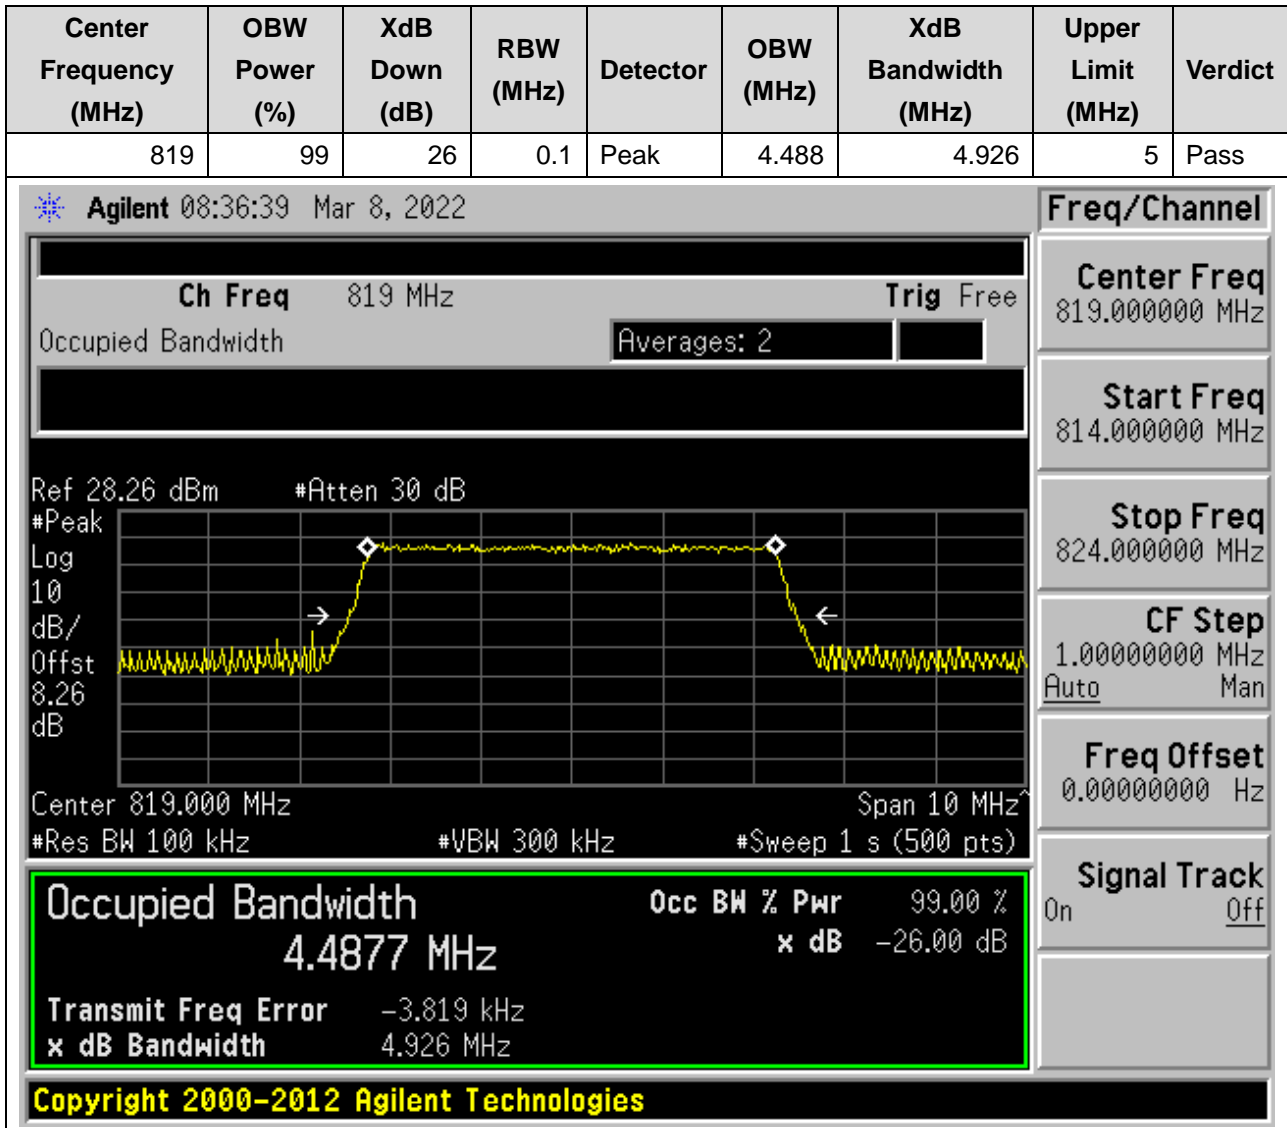 Center Frequency (MHz) OBW Power (%) XdB Down (dB) RBW (MHz) Detector OBW (MHz) XdB Bandwidth (MHz) Upper Limit (MHz) Verdict
819 99 26 0.1 Peak 4.488 4.926 5 Pass
Agilent 08:36:39 Mar 8, 2022
Freq/Channel
Ch Freq 819 MHz Trig Free
Occupied Bandwidth Averages: 2
Center Freq
819.000000 MHz
Start Freq
814.000000 MHz
Stop Freq
824.000000 MHz
CF Step
1.00000000 MHz
Auto Man
Freq Offset
0.00000000 Hz
Signal Track
On Off
Ref 28.26 dBm #Atten 30 dB
#Peak
Log
10
dB/
Offst
8.26
dB
Center 819.000 MHz Span 10 MHz^
#Res BW 100 kHz #VBW 300 kHz #Sweep 1 s (500 pts)
Occupied Bandwidth Occ BW % Pwr 99.00 %
4.4877 MHz x dB -26.00 dB
Transmit Freq Error -3.819 kHz
x dB Bandwidth 4.926 MHz
Copyright 2000-2012 Agilent Technologies